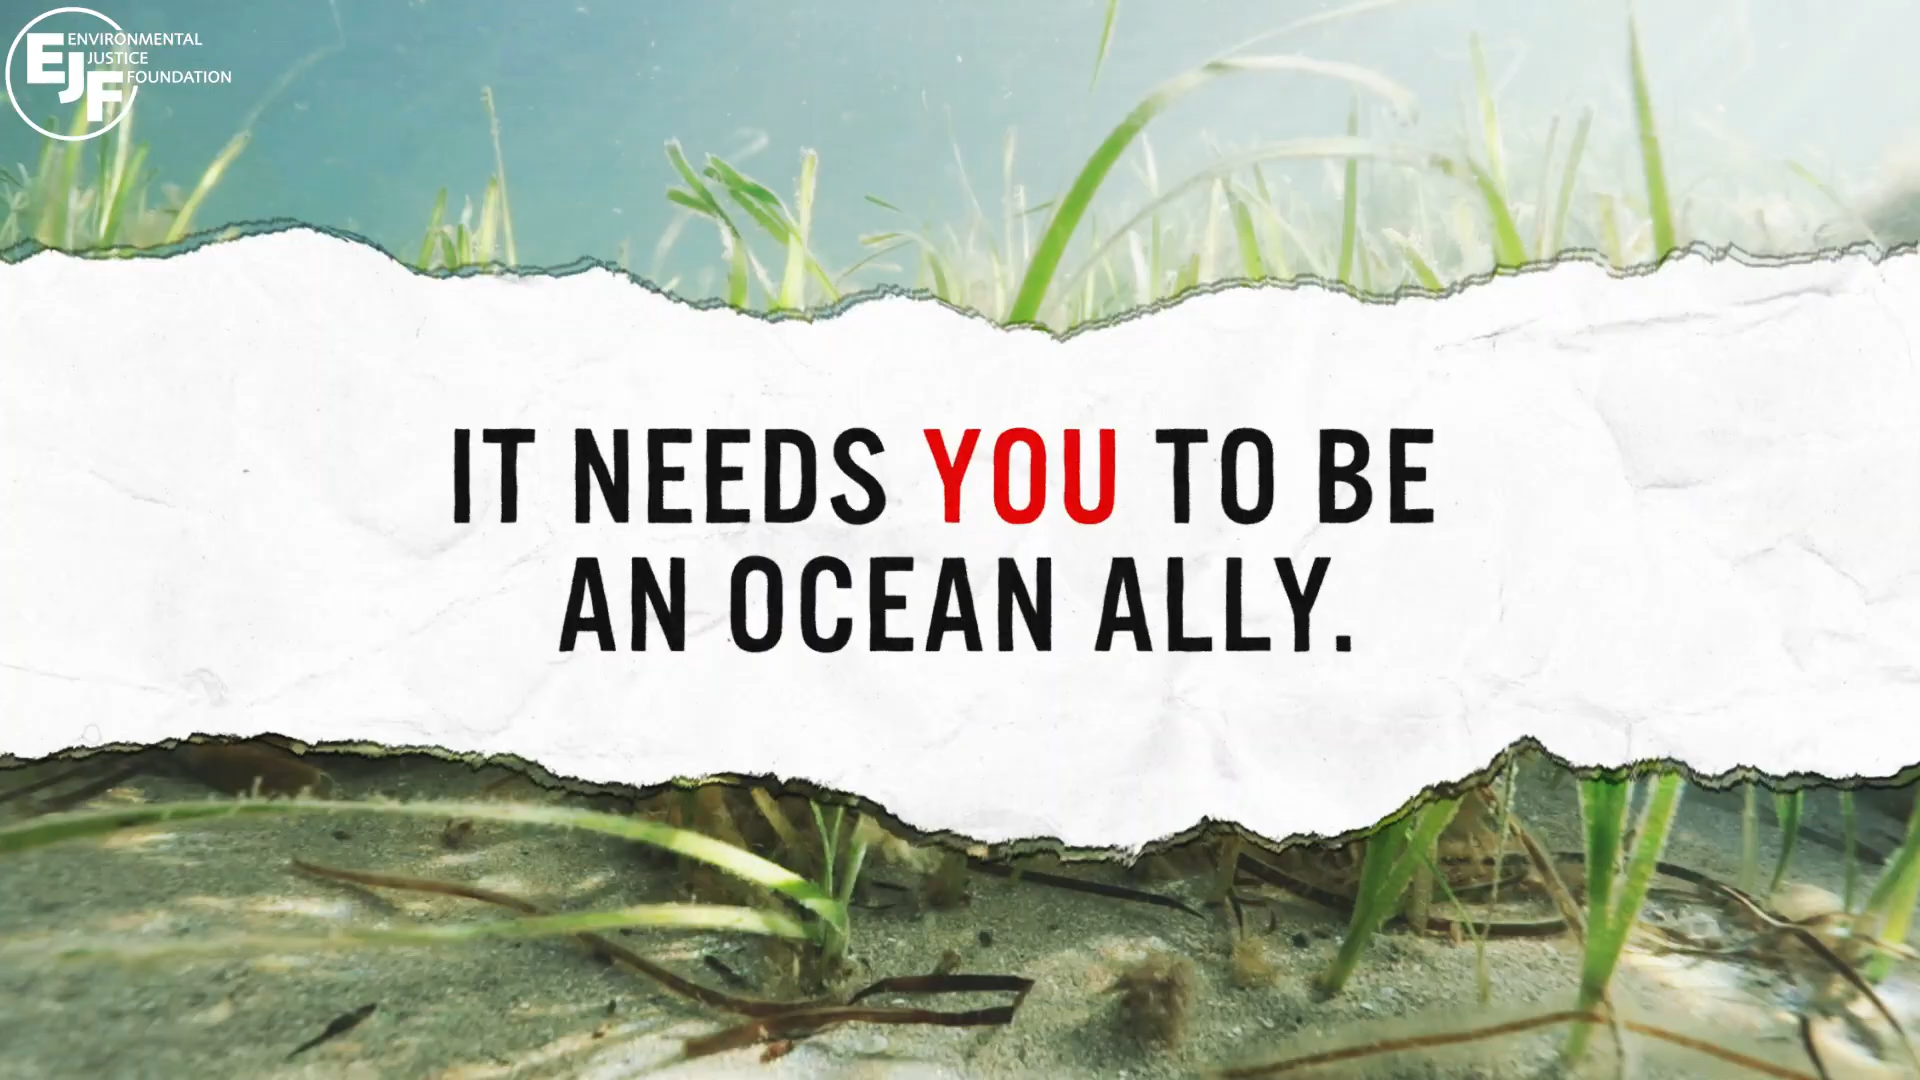 EJF
ENVIRONMENTAL
JUSTICE
FOUNDATION
IT NEEDS YOU TO BE
AN OCEAN ALLY.